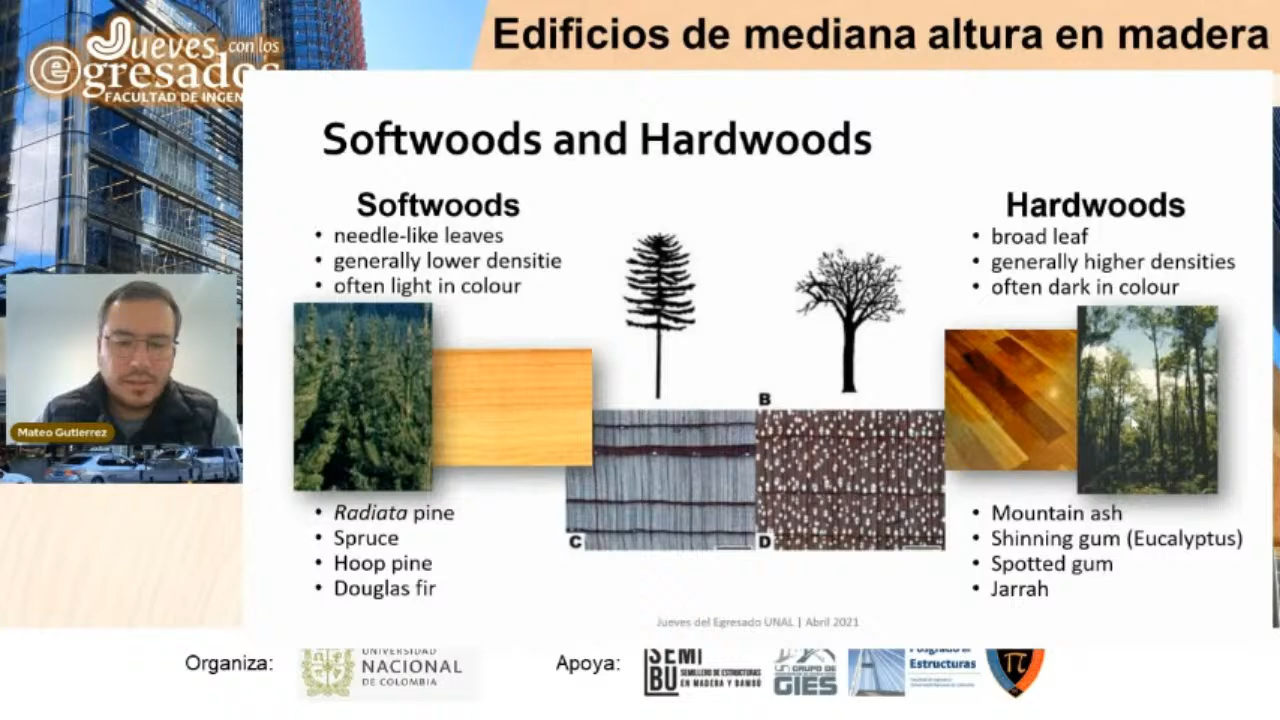 Jueves con los
egresados
FACULTAD DE INGEN
Edificios de mediana altura en madera
Softwoods and Hardwoods
Softwoods
• needle-like leaves
• generally lower densitie
• often light in colour
Hardwoods
• broad leaf
• generally higher densities
• often dark in colour
Mateo Gutierrez
B
C
D
• Radiata pine
• Spruce
• Hoop pine
• Douglas fir
• Mountain ash
• Shinning gum (Eucalyptus)
• Spotted gum
• Jarrah
Jueves del Egresado UNAL | Abril 2021
Organiza:
UNIVERSIDAD
NACIONAL
DE COLOMBIA
Apoya:
SEMI
BU
SEMILLERO DE ESTRUCTURAS
EN MADERA Y BAMBÚ
UN GRUPO DE
GIES
Posgrado
Estructuras